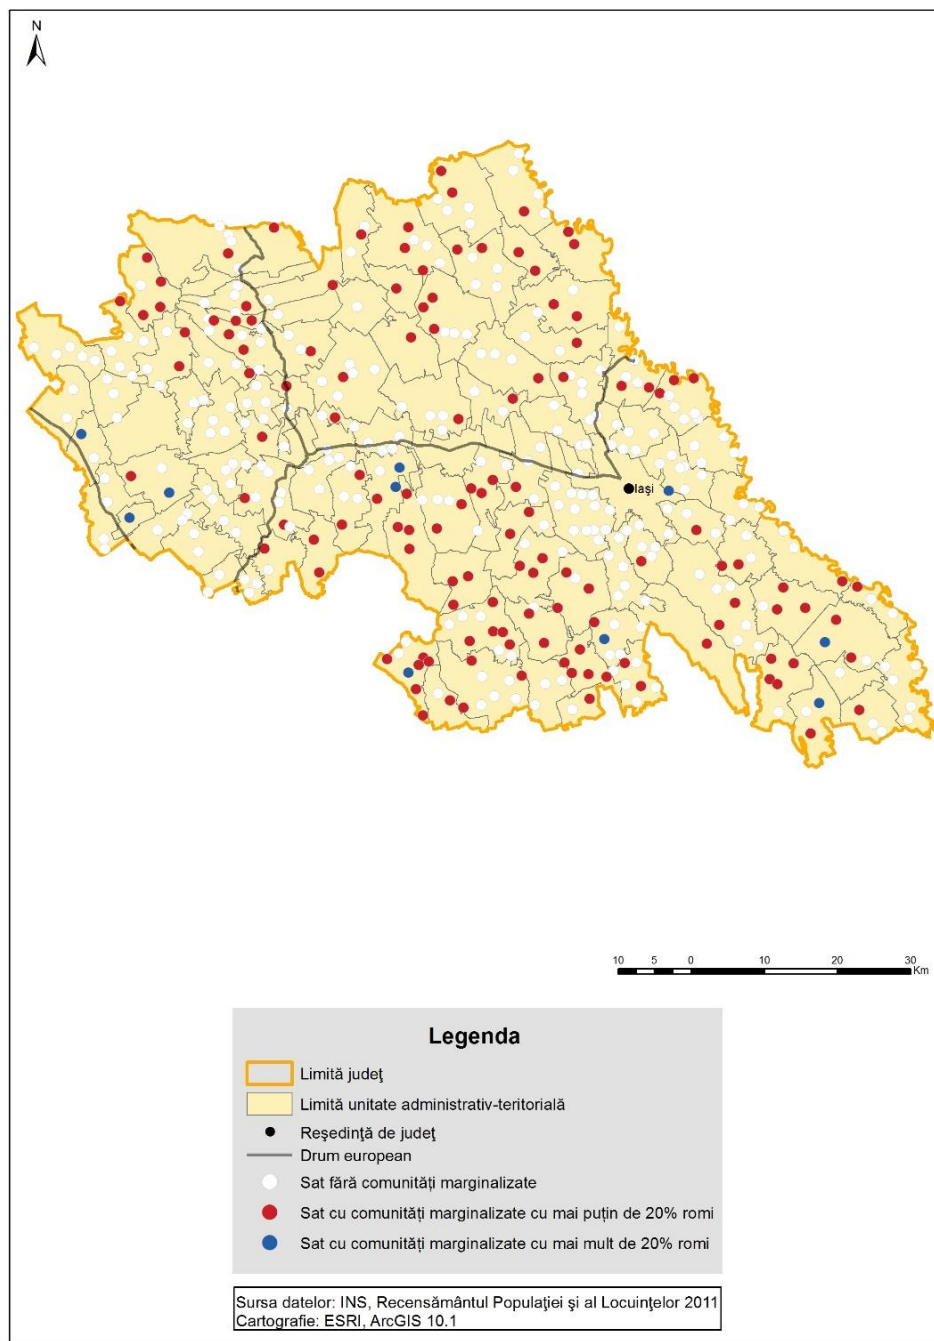 N
Iaşi
10 5 0 10 20 30
Km
Legenda
Limită judeţ
Limită unitate administrativ-teritorială
Reşedinţă de judeţ
Drum european
Sat fără comunităţi marginalizate
Sat cu comunităţi marginalizate cu mai puţin de 20% romi
Sat cu comunităţi marginalizate cu mai mult de 20% romi
Sursa datelor: INS, Recensământul Populaţiei şi al Locuinţelor 2011
Cartografie: ESRI, ArcGIS 10.1